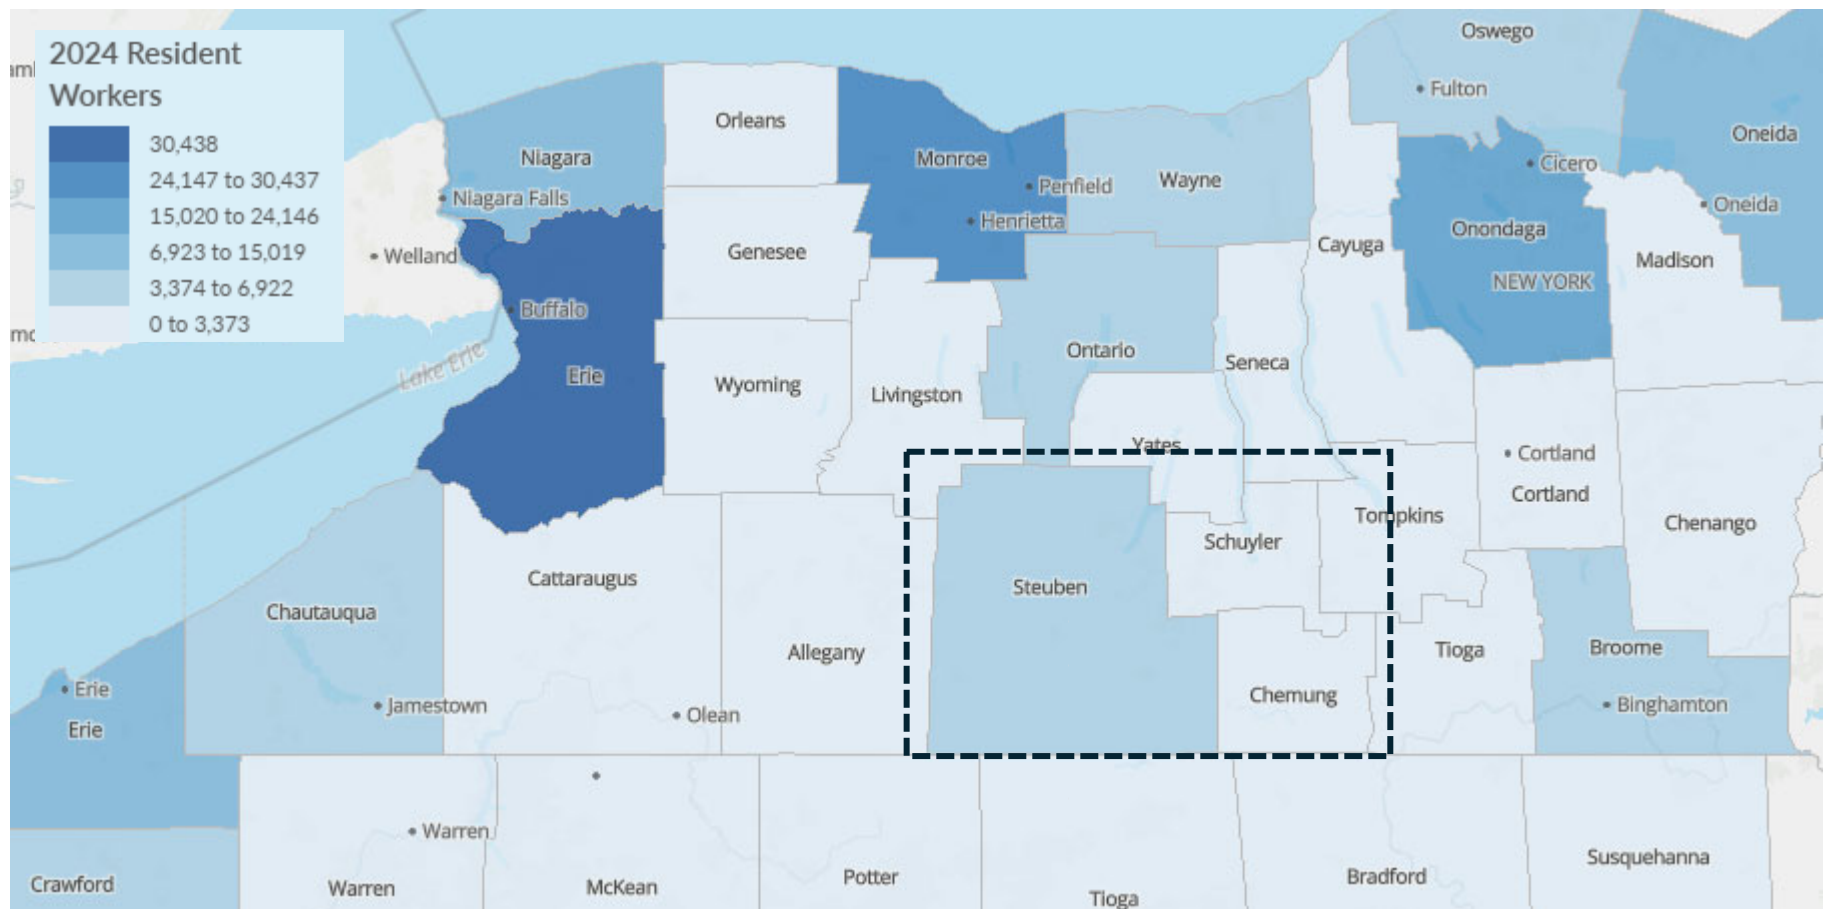 2024 Resident
Workers
30,438
24,147 to 30,437
15,020 to 24,146
6,923 to 15,019
3,374 to 6,922
0 to 3,373
Oswego
Fulton
Orleans
Oneida
Niagara
Monroe
Cicero
Penfield
Wayne
Niagara Falls
Oneida
Henrietta
Onondaga
Cayuga
Genesee
Welland
Madison
NEW YORK
Buffalo
Lake Erie
Ontario
Seneca
Erie
Wyoming
Livingston
Yates
Cortland
Cortland
Tompkins
Chenango
Schuyler
Cattaraugus
Steuben
Chautauqua
Allegany
Tioga
Broome
Erie
Chemung
Jamestown
Olean
Binghamton
Erie
Warren
Susquehanna
Crawford
Warren
McKean
Potter
Bradford
Tioga